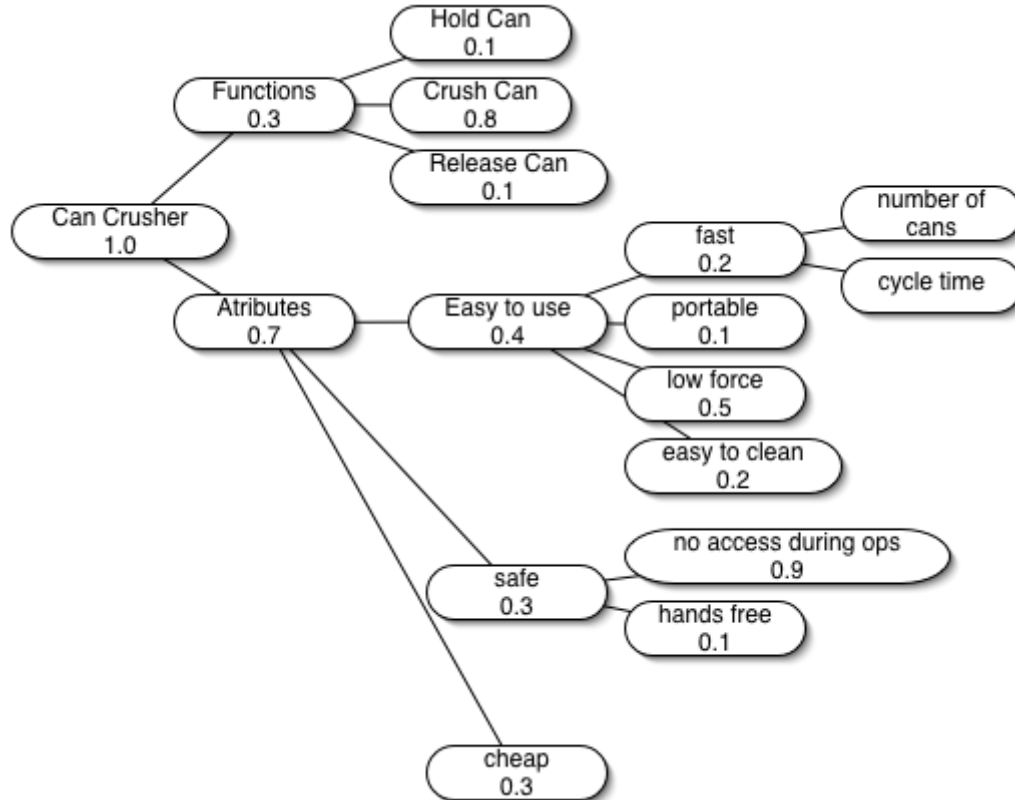 Hold Can
0.1
Functions
0.3
Crush Can
0.8
Release Can
0.1
Can Crusher
1.0
number of
cans
fast
0.2
cycle time
Atributes
0.7
Easy to use
0.4
portable
0.1
low force
0.5
easy to clean
0.2
no access during ops
0.9
safe
0.3
hands free
0.1
cheap
0.3